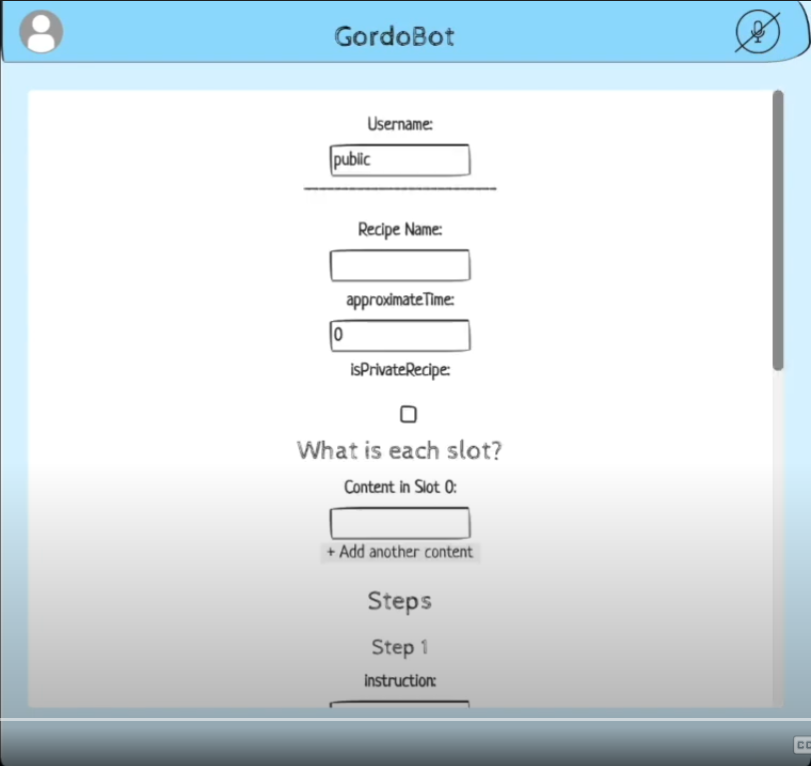 GordoBot
Username:
public
Recipe Name:
approximateTime:
0
isPrivateRecipe:
What is each slot?
Content in Slot 0:
+ Add another content
Steps
Step 1
instruction:
CC